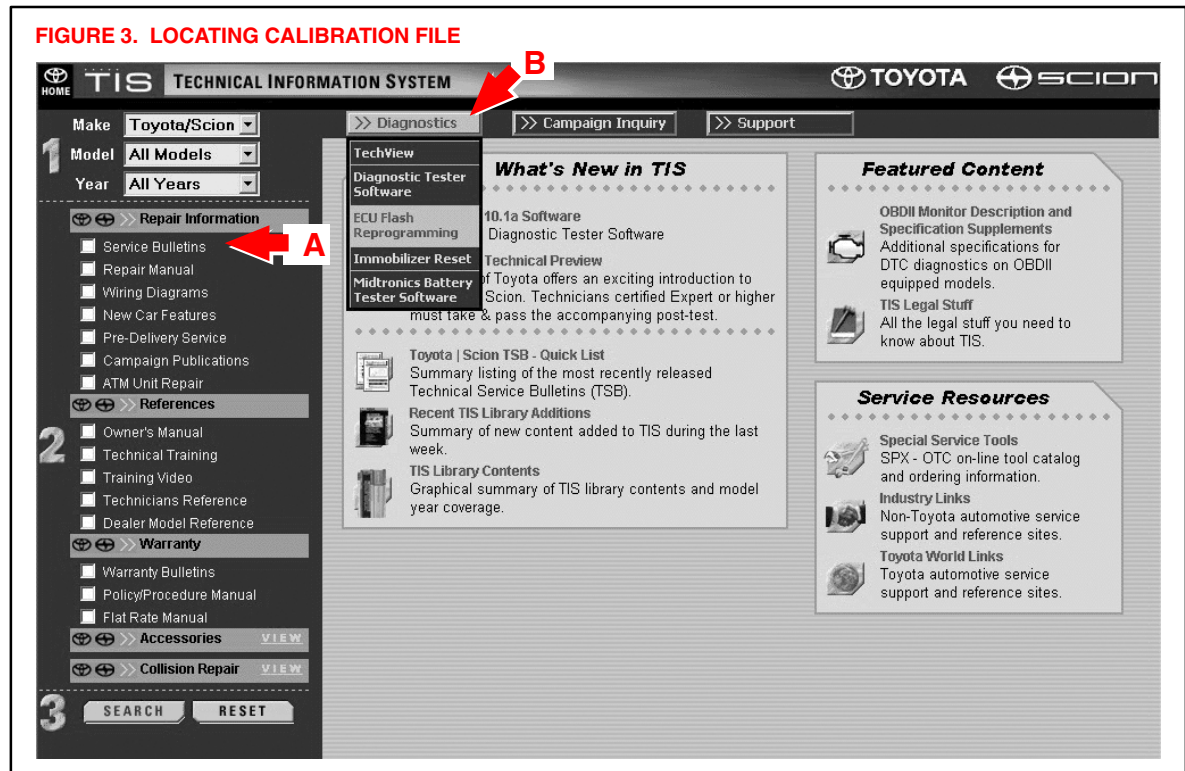 FIGURE 3. LOCATING CALIBRATION FILE
B
HOME TIS TECHNICAL INFORMATION SYSTEM
TOYOTA SCION
Make Toyota/Scion
1
Model All Models
Year All Years
>> Diagnostics
>> Campaign Inquiry
>> Support
TechView
Diagnostic Tester
Software
ECU Flash
Reprogramming
Immobilizer Reset
Midtronics Battery
Tester Software
>> Repair Information
Service Bulletins
A
Repair Manual
Wiring Diagrams
New Car Features
Pre-Delivery Service
Campaign Publications
ATM Unit Repair
2
>> References
Owner's Manual
Technical Training
Training Video
Technicians Reference
Dealer Model Reference
>> Warranty
Warranty Bulletins
Policy/Procedure Manual
Flat Rate Manual
>> Accessories VIEW
>> Collision Repair VIEW
3
SEARCH RESET
What's New in TIS
10.1a Software
Diagnostic Tester Software
Technical Preview
of Toyota offers an exciting introduction to
Scion. Technicians certified Expert or higher
must take & pass the accompanying post-test.
Toyota | Scion TSB - Quick List
Summary listing of the most recently released
Technical Service Bulletins (TSB).
Recent TIS Library Additions
Summary of new content added to TIS during the last
week.
TIS Library Contents
Graphical summary of TIS library contents and model
year coverage.
Featured Content
OBDII Monitor Description and
Specification Supplements
Additional specifications for
DTC diagnostics on OBDII
equipped models.
TIS Legal Stuff
All the legal stuff you need to
know about TIS.
Service Resources
Special Service Tools
SPX - OTC on-line tool catalog
and ordering information.
Industry Links
Non-Toyota automotive service
support and reference sites.
Toyota World Links
Toyota automotive service
support and reference sites.